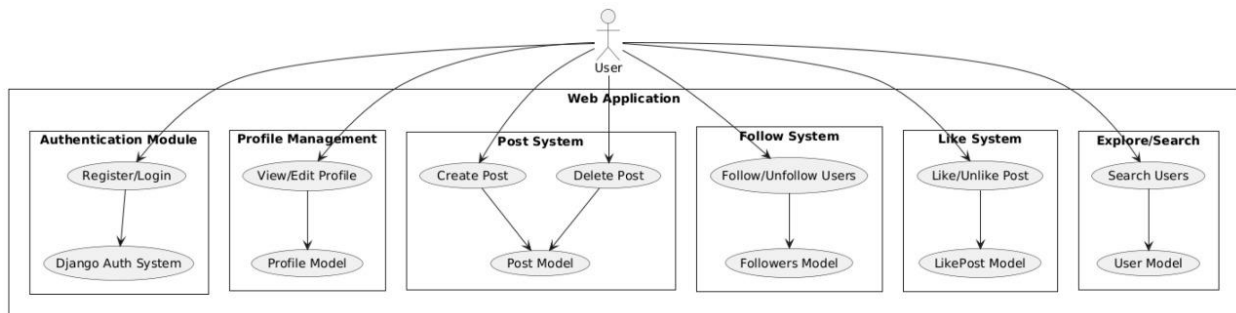 User
Web Application
Authentication Module
Profile Management
Post System
Follow System
Like System
Explore/Search
Register/Login
View/Edit Profile
Create Post
Delete Post
Follow/Unfollow Users
Like/Unlike Post
Search Users
Django Auth System
Profile Model
Post Model
Followers Model
LikePost Model
User Model